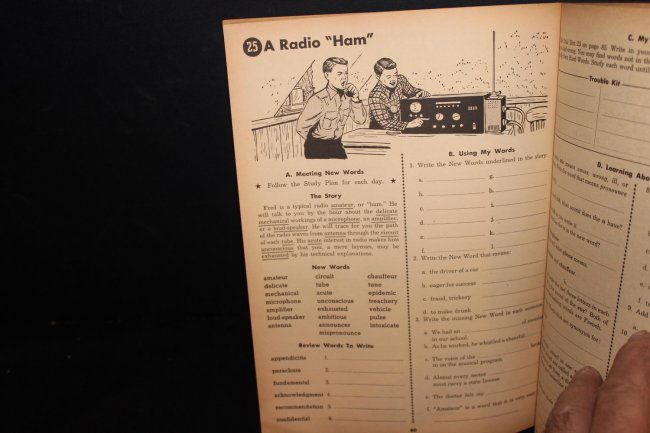 25 A Radio "Ham"
A. Meeting New Words
★ Follow the Study Plan for each day. ★
The Story
Fred is a typical radio amateur, or "ham." He
will talk to you by the hour about the delicate
mechanical workings of a microphone, an amplifier,
or a loud-speaker. He will trace for you the path
of the radio waves from antenna through the circuit
of each tube. His acute interest in radio makes him
unconscious that you, a mere layman, may be
exhausted by his technical explanations.
New Words
amateur circuit chauffeur
delicate tube tune
mechanical acute epidemic
microphone unconscious treachery
amplifier exhausted vehicle
loud-speaker ambitious pulse
antenna announcer intoxicate
mispronounce
Review Words To Write
appendicitis 1.
parachute 2.
fundamental 3.
acknowledgment 4.
recommendation 5.
confidential 6.
B. Using My Words
1. Write the New Words underlined in the story:
a. g.
b. h.
c. i.
d. j.
e. k.
f. l.
2. Write the New Word that means:
a. the driver of a car
b. eager for success
c. fraud, trickery
d. to make drunk
3. Write the missing New Word in each sentence:
a. We had an of
in our school.
b. As he worked, he whistled a cheerful
c. The voice of the
in on the musical program.
d. Almost every motor
must carry a state license
e. The doctor felt my
f. "Amateur" is a word that is very
60
C. My
Trouble Kit
D. Learning Abo